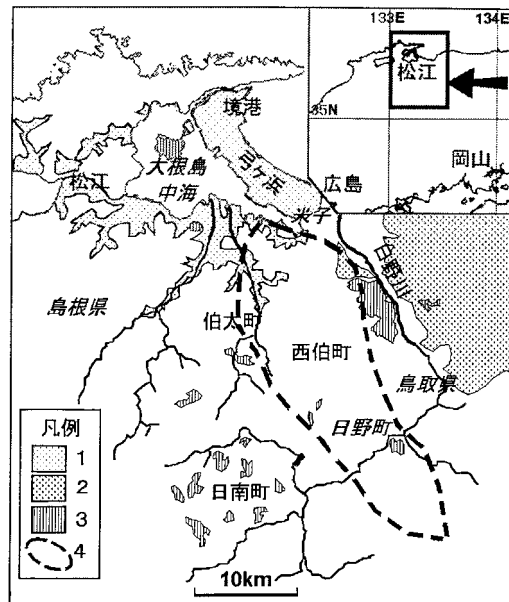 133E
134E
松江
35N
岡山
境港
大根島
中海
弓ヶ浜
松江
広島
米子
日野川
島根県
伯太町
西伯町
鳥取県
日野町
日南町
凡例
1
2
3
4
10km